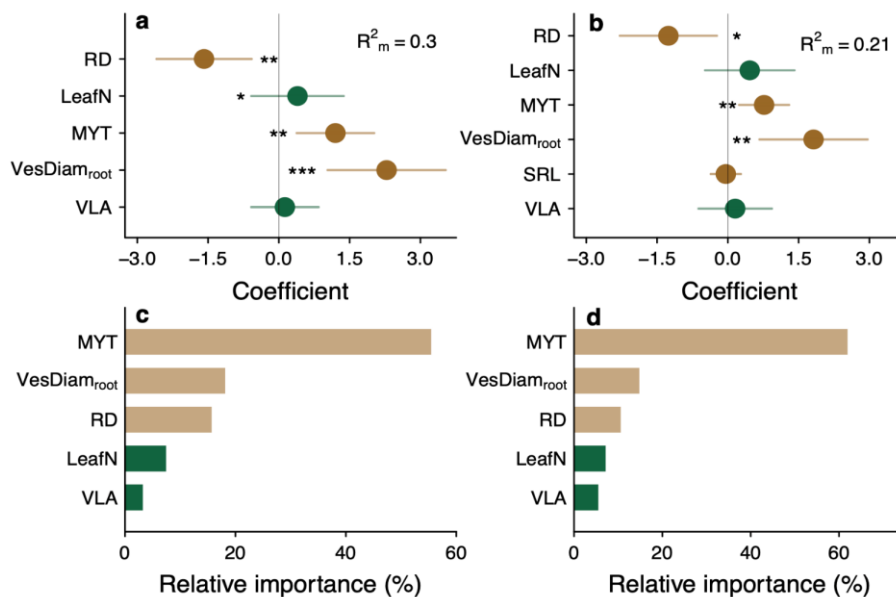 a
R²m = 0.3
RD
**
LeafN
*
MYT
**
VesDiamroot
***
VLA
−3.0 −1.5 0.0 1.5 3.0
Coefficient
b
R²m = 0.21
RD
*
LeafN
MYT
**
VesDiamroot
**
SRL
VLA
−3.0 −1.5 0.0 1.5 3.0
Coefficient
c
MYT
VesDiamroot
RD
LeafN
VLA
0 20 40 60
Relative importance (%)
d
MYT
VesDiamroot
RD
LeafN
VLA
0 20 40 60
Relative importance (%)